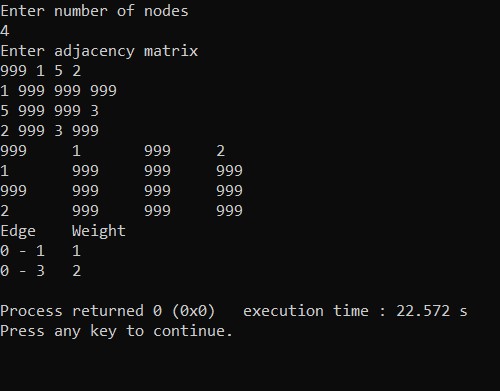 Enter number of nodes
4
Enter adjacency matrix
999 1 5 2
1 999 999 999
5 999 999 3
2 999 3 999
999 1 999 2
1 999 999 999
999 999 999 999
2 999 999 999
Edge Weight
0 - 1 1
0 - 3 2
Process returned 0 (0x0) execution time : 22.572 s
Press any key to continue.